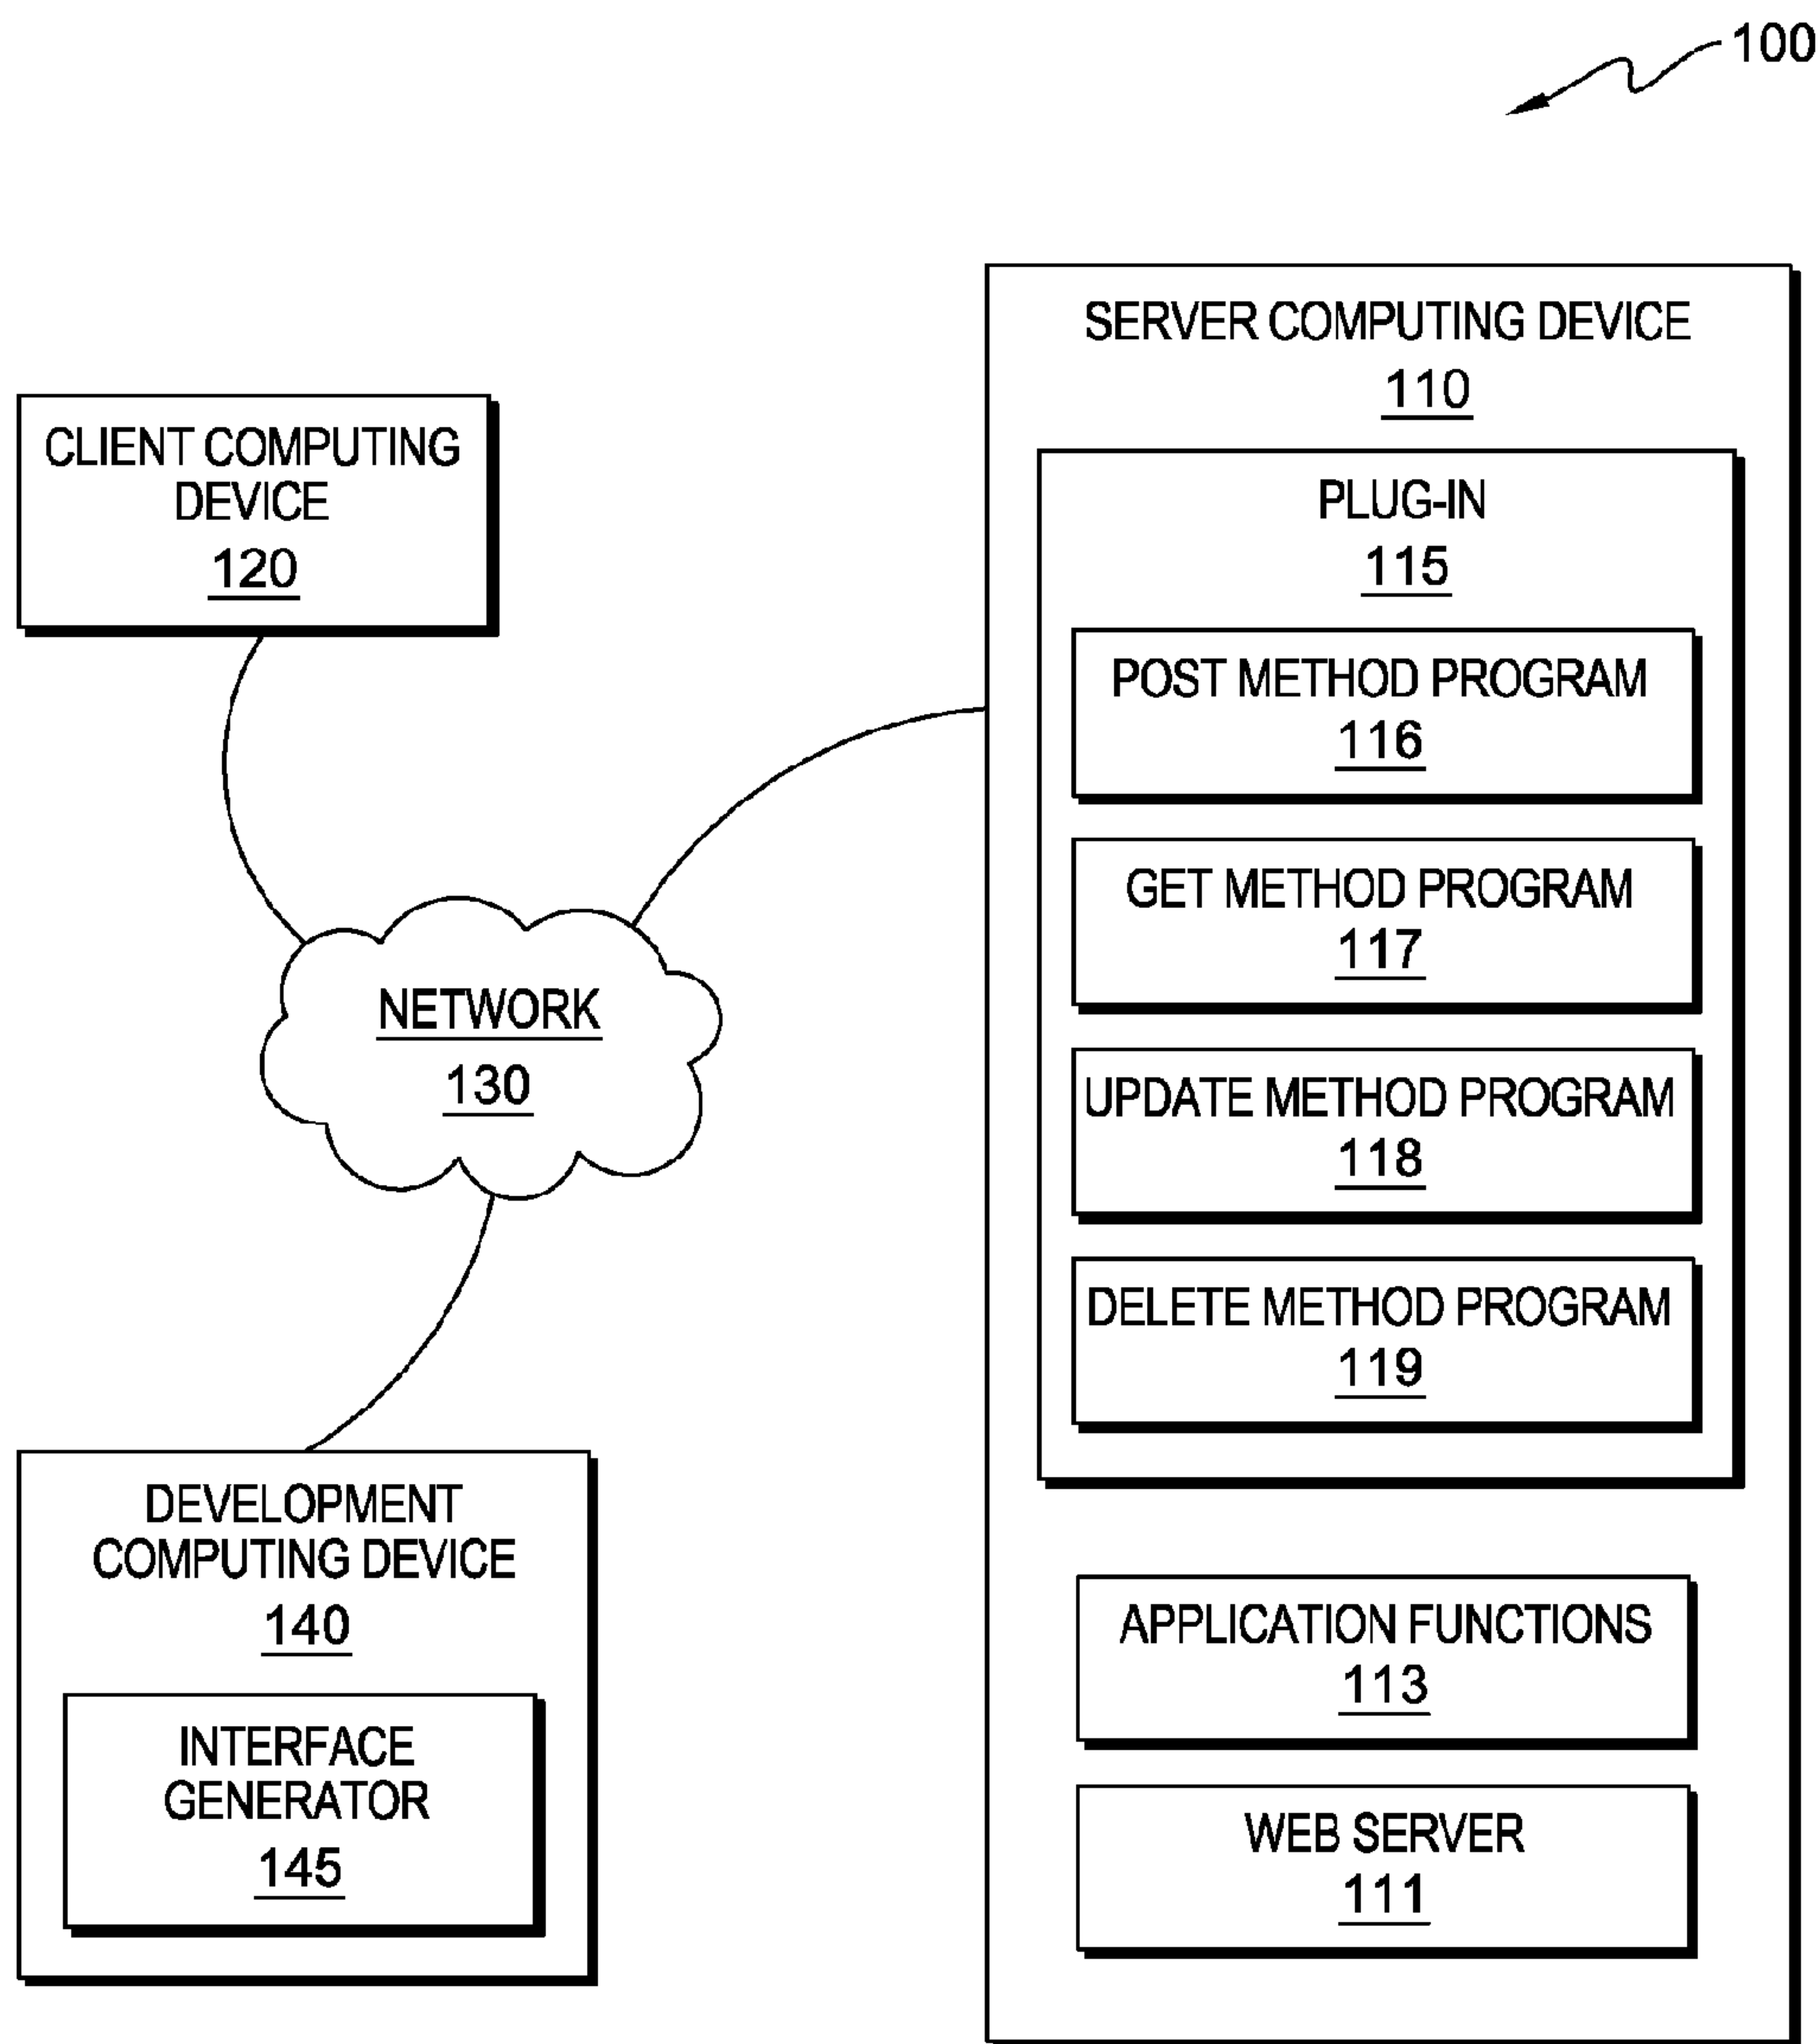 100
SERVER COMPUTING DEVICE
110
PLUG-IN
115
POST METHOD PROGRAM
116
GET METHOD PROGRAM
117
UPDATE METHOD PROGRAM
118
DELETE METHOD PROGRAM
119
APPLICATION FUNCTIONS
113
WEB SERVER
111
CLIENT COMPUTING
DEVICE
120
NETWORK
130
DEVELOPMENT
COMPUTING DEVICE
140
INTERFACE
GENERATOR
145